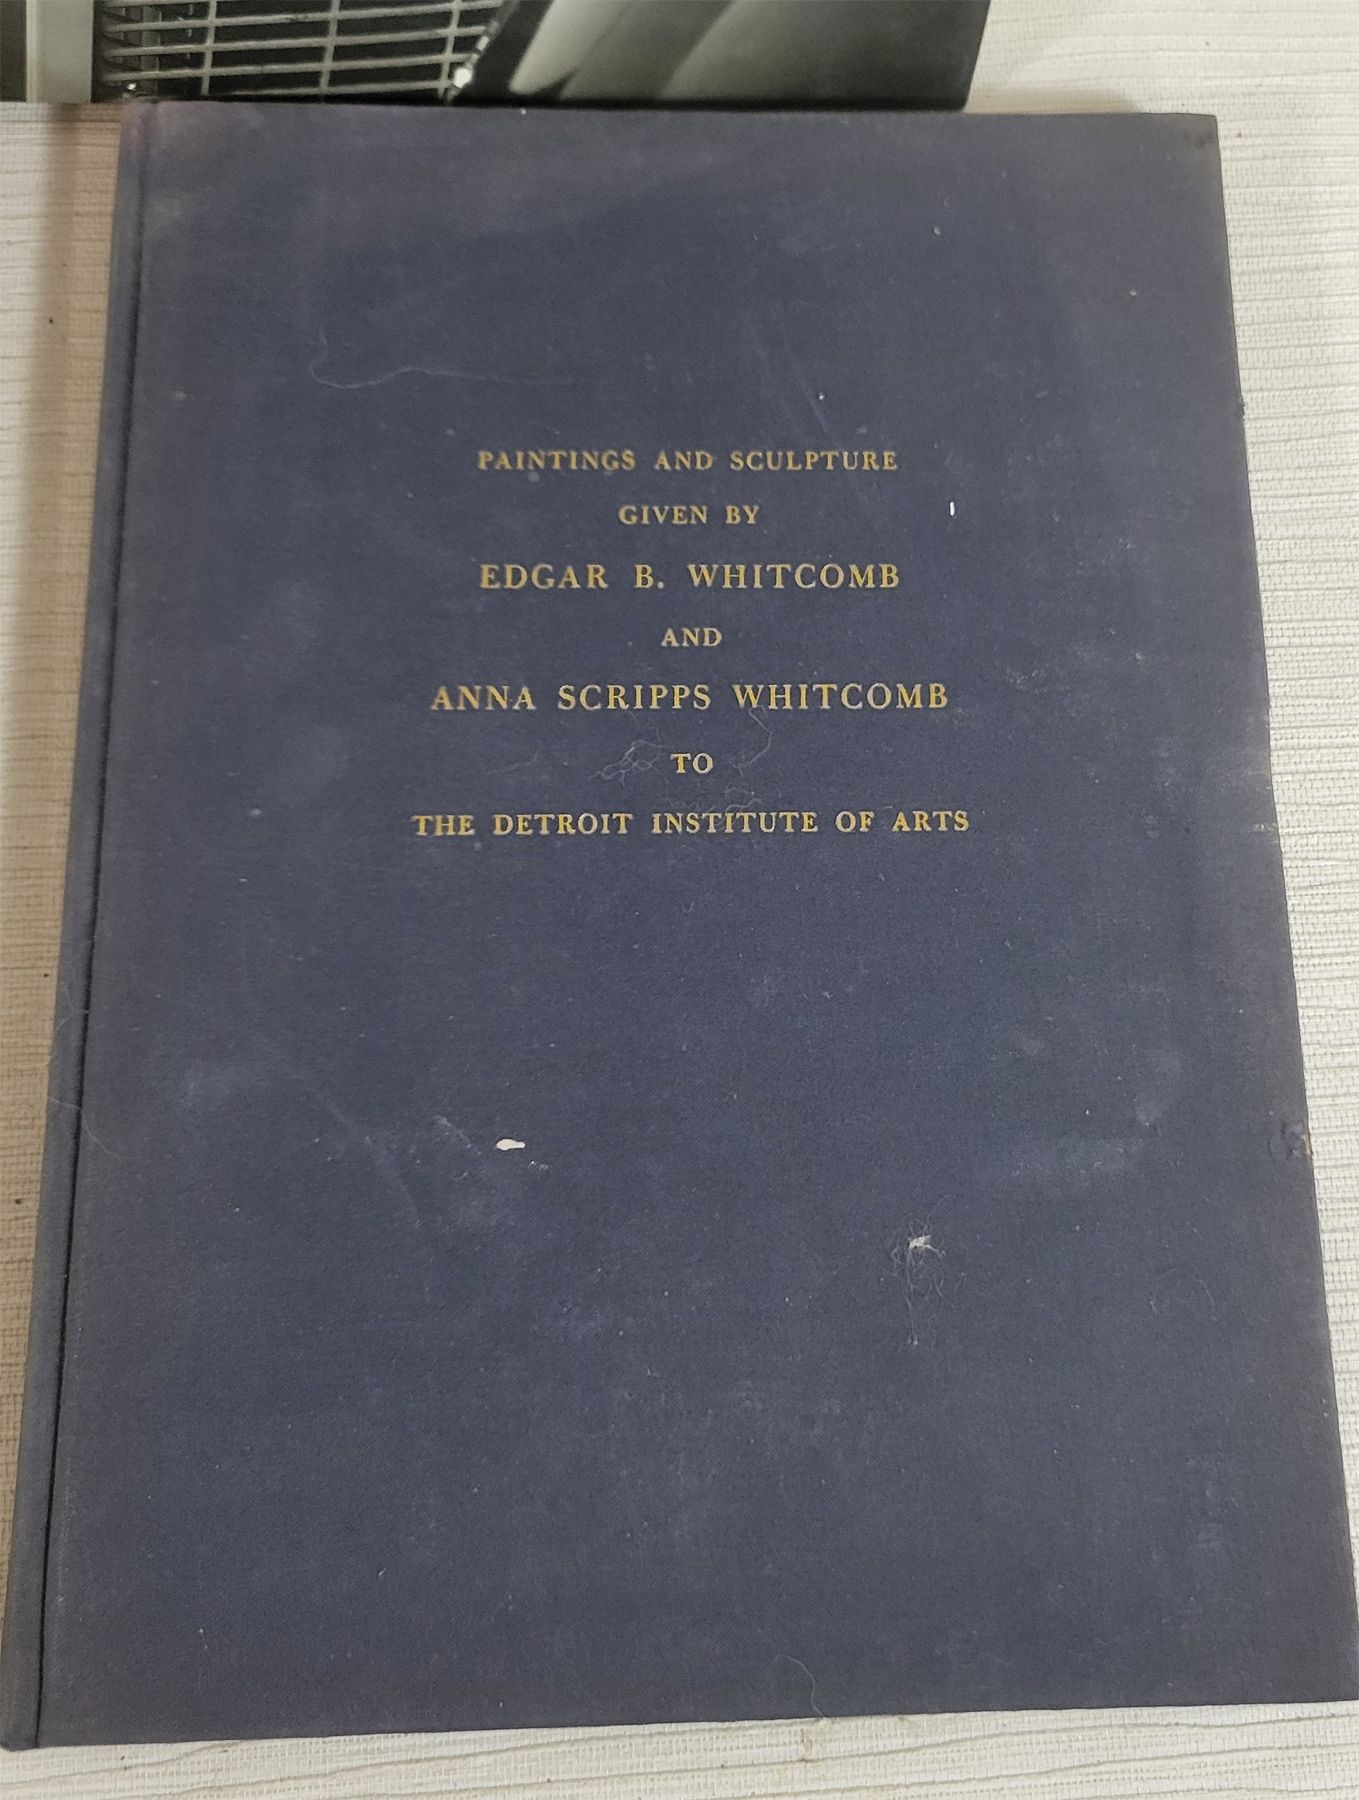 PAINTINGS AND SCULPTURE
GIVEN BY
EDGAR B. WHITCOMB
AND
ANNA SCRIPPS WHITCOMB
TO
THE DETROIT INSTITUTE OF ARTS